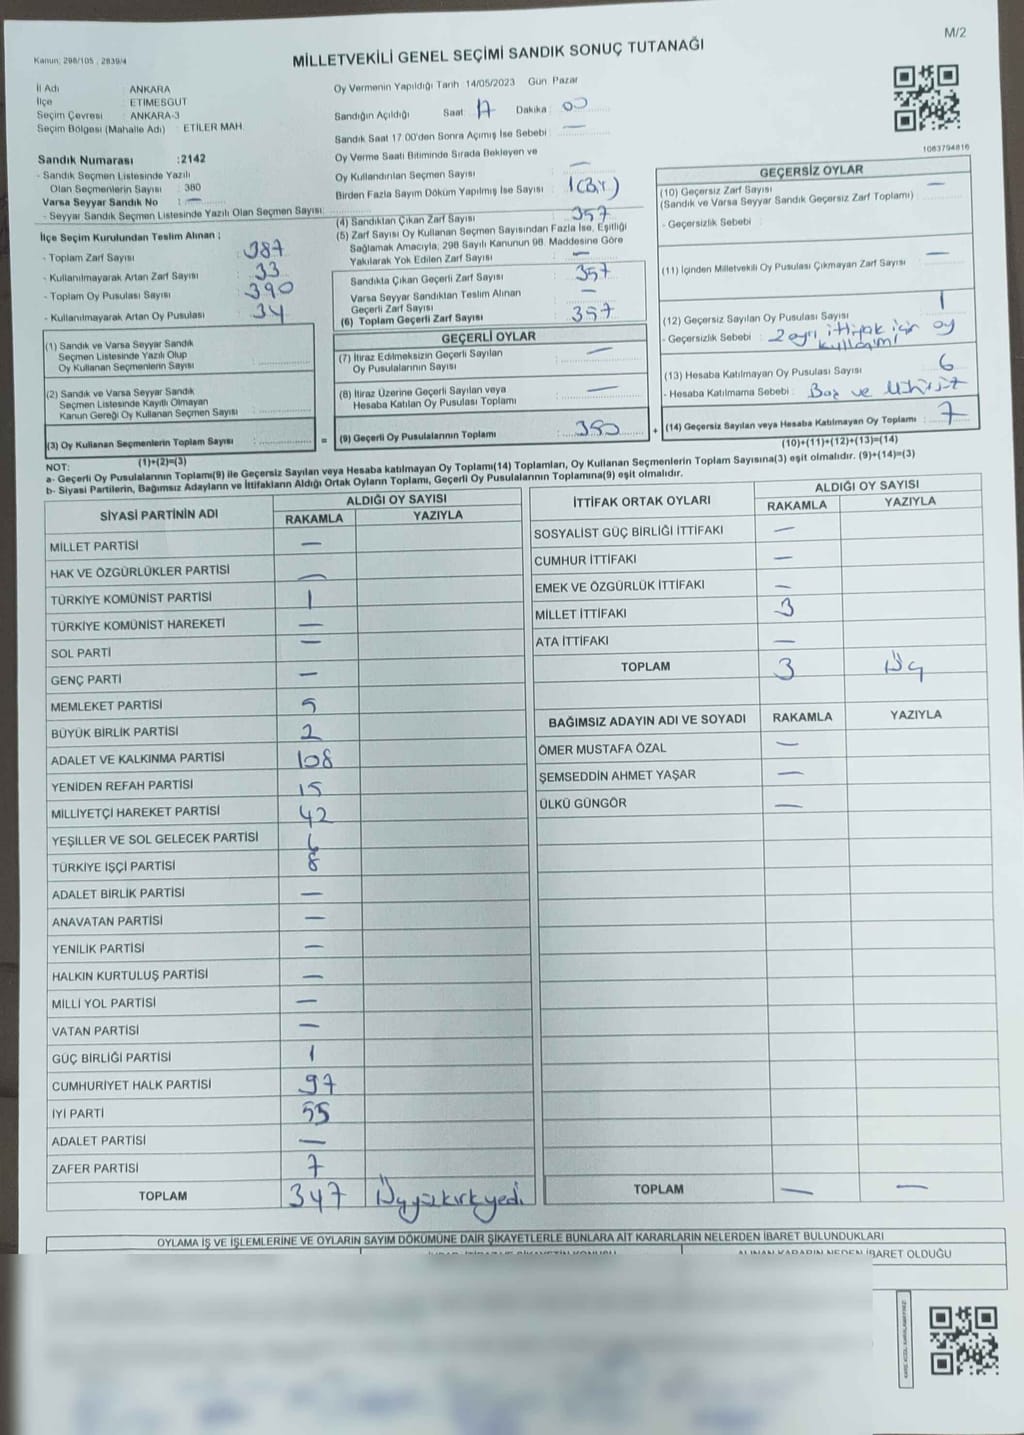 M/2
Kanun: 298/105 , 2839/4
MİLLETVEKİLİ GENEL SEÇİMİ SANDIK SONUÇ TUTANAĞI
İl Adı : ANKARA
İlçe : ETİMESGUT
Seçim Çevresi : ANKARA-3
Seçim Bölgesi (Mahalle Adı) : ETİLER MAH.
Sandık Numarası :2142
- Sandık Seçmen Listesinde Yazılı
Olan Seçmenlerin Sayısı : 380
Varsa Seyyar Sandık No : —
- Seyyar Sandık Seçmen Listesinde Yazılı Olan Seçmen Sayısı:
İlçe Seçim Kurulundan Teslim Alınan ;
- Toplam Zarf Sayısı : 387
- Kullanılmayarak Artan Zarf Sayısı : 33
- Toplam Oy Pusulası Sayısı : 390
- Kullanılmayarak Artan Oy Pusulası : 34
(1) Sandık ve Varsa Seyyar Sandık
Seçmen Listesinde Yazılı Olup
Oy Kullanan Seçmenlerin Sayısı :
(2) Sandık ve Varsa Seyyar Sandık
Seçmen Listesinde Kayıtlı Olmayan
Kanun Gereği Oy Kullanan Seçmen Sayısı :
(3) Oy Kullanan Seçmenlerin Toplam Sayısı :
(1)+(2)=(3)
Oy Vermenin Yapıldığı Tarih 14/05/2023 Gün Pazar
Sandığın Açıldığı Saat : 17 Dakika : 00
Sandık Saat 17.00'den Sonra Açılmış İse Sebebi : —
Oy Verme Saati Bitiminde Sırada Bekleyen ve
Oy Kullandırılan Seçmen Sayısı : —
Birden Fazla Sayım Döküm Yapılmış İse Sayısı : 1(Bir)
(4) Sandıktan Çıkan Zarf Sayısı : 357
(5) Zarf Sayısı Oy Kullanan Seçmen Sayısından Fazla İse, Eşitliği
Sağlamak Amacıyla; 298 Sayılı Kanunun 98. Maddesine Göre
Yakılarak Yok Edilen Zarf Sayısı : —
Sandıkta Çıkan Geçerli Zarf Sayısı : 357
Varsa Seyyar Sandıktan Teslim Alınan
Geçerli Zarf Sayısı : —
(6) Toplam Geçerli Zarf Sayısı : 357
GEÇERLİ OYLAR
(7) İtiraz Edilmeksizin Geçerli Sayılan
Oy Pusulalarının Sayısı : —
(8) İtiraz Üzerine Geçerli Sayılan veya
Hesaba Katılan Oy Pusulası Toplamı : —
= (9) Geçerli Oy Pusulalarının Toplamı : 350
1083794816
GEÇERSİZ OYLAR
(10) Geçersiz Zarf Sayısı : —
(Sandık ve Varsa Seyyar Sandık Geçersiz Zarf Toplamı)
- Geçersizlik Sebebi :
(11) İçinden Milletvekili Oy Pusulası Çıkmayan Zarf Sayısı : —
(12) Geçersiz Sayılan Oy Pusulası Sayısı : 1
- Geçersizlik Sebebi : 2 ayrı ittifak için oy
kullanımı
(13) Hesaba Katılmayan Oy Pusulası Sayısı : 6
- Hesaba Katılmama Sebebi : Boş ve
+ (14) Geçersiz Sayılan veya Hesaba Katılmayan Oy Toplamı : 7
(10)+(11)+(12)+(13)=(14)
NOT:
a- Geçerli Oy Pusulalarının Toplamı(9) ile Geçersiz Sayılan veya Hesaba katılmayan Oy Toplamı(14) Toplamları, Oy Kullanan Seçmenlerin Toplam Sayısına(3) eşit olmalıdır. (9)+(14)=(3)
b- Siyasi Partilerin, Bağımsız Adayların ve İttifakların Aldığı Ortak Oyların Toplamı, Geçerli Oy Pusulalarının Toplamına(9) eşit olmalıdır.
SİYASİ PARTİNİN ADI ALDIĞI OY SAYISI
RAKAMLA YAZIYLA
MİLLET PARTİSİ —
HAK VE ÖZGÜRLÜKLER PARTİSİ —
TÜRKİYE KOMÜNİST PARTİSİ 1
TÜRKİYE KOMÜNİST HAREKETİ —
SOL PARTİ —
GENÇ PARTİ —
MEMLEKET PARTİSİ 5
BÜYÜK BİRLİK PARTİSİ 2
ADALET VE KALKINMA PARTİSİ 108
YENİDEN REFAH PARTİSİ 15
MİLLİYETÇİ HAREKET PARTİSİ 42
YEŞİLLER VE SOL GELECEK PARTİSİ 6
TÜRKİYE İŞÇİ PARTİSİ 8
ADALET BİRLİK PARTİSİ —
ANAVATAN PARTİSİ —
YENİLİK PARTİSİ —
HALKIN KURTULUŞ PARTİSİ —
MİLLİ YOL PARTİSİ —
VATAN PARTİSİ —
GÜÇ BİRLİĞİ PARTİSİ 1
CUMHURİYET HALK PARTİSİ 97
İYİ PARTİ 55
ADALET PARTİSİ —
ZAFER PARTİSİ 7
TOPLAM 347 Üçyüzkırkyedi
İTTİFAK ORTAK OYLARI ALDIĞI OY SAYISI
RAKAMLA YAZIYLA
SOSYALİST GÜÇ BİRLİĞİ İTTİFAKI —
CUMHUR İTTİFAKI —
EMEK VE ÖZGÜRLÜK İTTİFAKI —
MİLLET İTTİFAKI 3
ATA İTTİFAKI —
TOPLAM 3 Üç
BAĞIMSIZ ADAYIN ADI VE SOYADI RAKAMLA YAZIYLA
ÖMER MUSTAFA ÖZAL —
ŞEMSEDDİN AHMET YAŞAR —
ÜLKÜ GÜNGÖR —
TOPLAM — —
OYLAMA İŞ VE İŞLEMLERİNE VE OYLARIN SAYIM DÖKÜMÜNE DAİR ŞİKAYETLERLE BUNLARA AİT KARARLARIN NELERDEN İBARET BULUNDUKLARI
ALINAN KARARIN NEDEN İBARET OLDUĞU